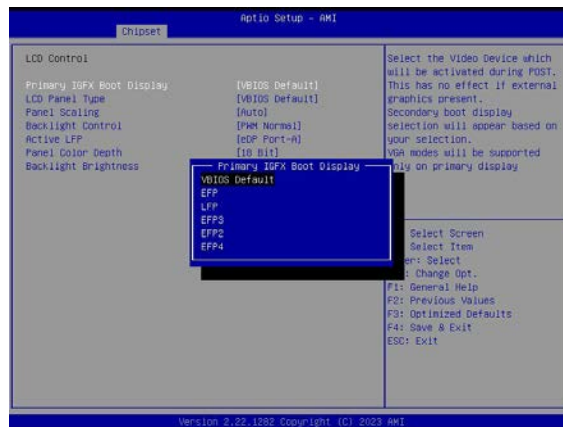 Aptio Setup - AMI
Chipset
LCD Control
Primary IGFX Boot Display [VBIOS Default]
LCD Panel Type [VBIOS Default]
Panel Scaling [Auto]
Backlight Control [PWM Normal]
Active LFP [eDP Port-A]
Panel Color Depth [18 Bit]
Backlight Brightness
Primary IGFX Boot Display
VBIOS Default
EFP
LFP
EFP3
EFP2
EFP4
Select the Video Device which
will be activated during POST.
This has no effect if external
graphics present.
Secondary boot display
selection will appear based on
your selection.
VGA modes will be supported
only on primary display
Select Screen
Select Item
er: Select
: Change Opt.
F1: General Help
F2: Previous Values
F3: Optimized Defaults
F4: Save & Exit
ESC: Exit
Version 2.22.1282 Copyright (C) 2023 AMI